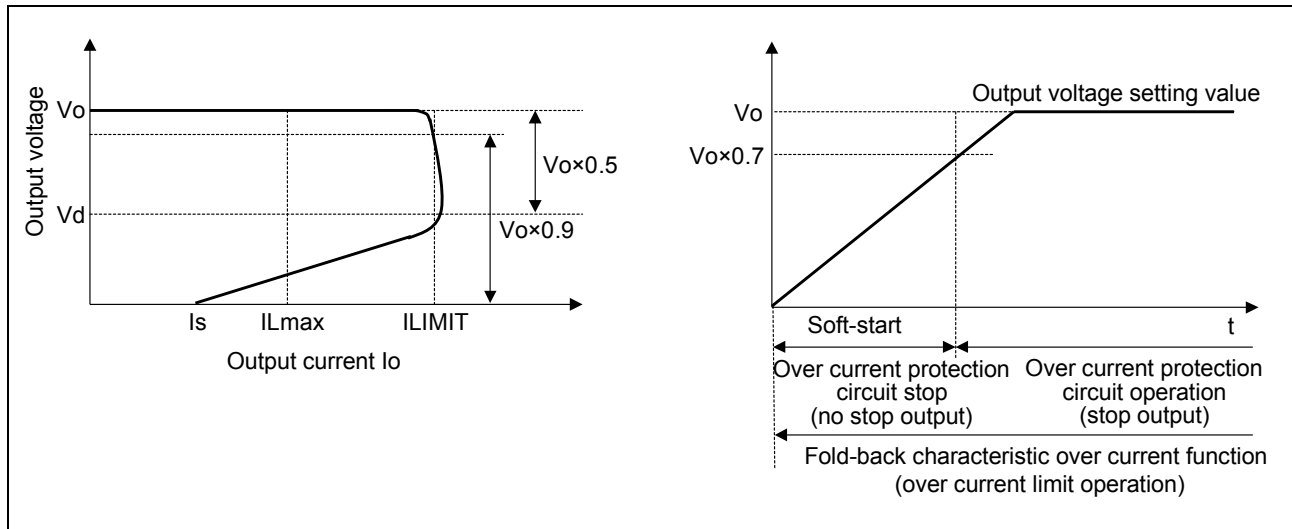 Output voltage
Vo
Vd
Vo×0.5
Vo×0.9
Is
ILmax
ILIMIT
Output current Io
Output voltage setting value
Vo
Vo×0.7
Soft-start
t
Over current protection
circuit stop
(no stop output)
Over current protection
circuit operation
(stop output)
Fold-back characteristic over current function
(over current limit operation)